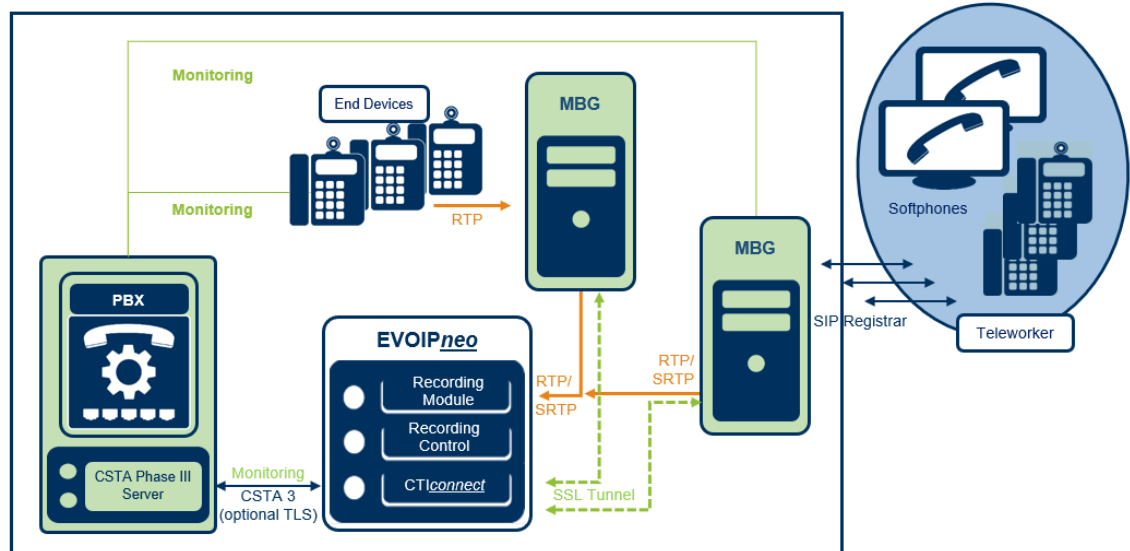 Monitoring
End Devices
MBG
Monitoring
RTP
Softphones
MBG
PBX
SIP Registrar
Teleworker
EVOIPneo
Recording
Module
RTP/
SRTP
RTP/
SRTP
Recording
Control
CSTA Phase III
Server
Monitoring
CSTA 3
(optional TLS)
CTIconnect
SSL Tunnel